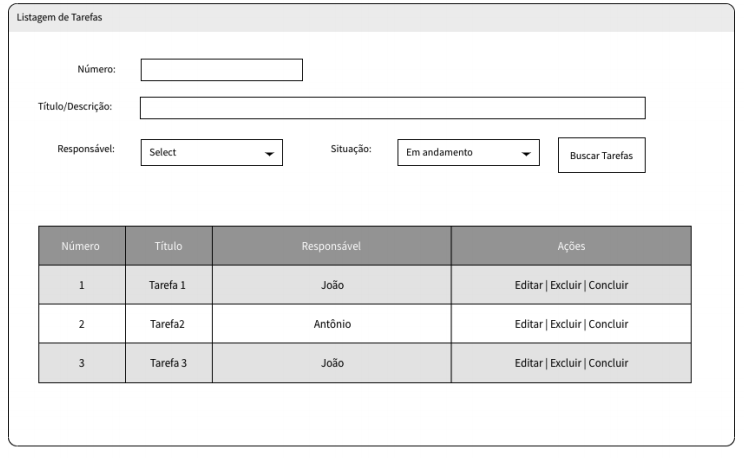 Listagem de Tarefas
Número:
Título/Descrição:
Responsável: Select Situação: Em andamento Buscar Tarefas
Número Título Responsável Ações
1 Tarefa 1 João Editar | Excluir | Concluir
2 Tarefa2 Antônio Editar | Excluir | Concluir
3 Tarefa 3 João Editar | Excluir | Concluir